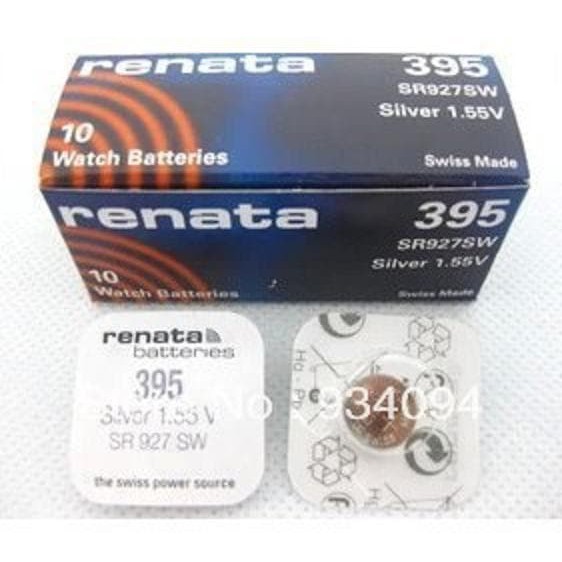 renata 395
SR927SW
Silver 1.55V
10
Watch Batteries
Swiss Made
renata 395
SR927SW
Silver 1.55V
10
Watch Batteries
Swiss Made
renata
batteries
395
Silver 1.55 V
SR 927 SW
the swiss power source
No 934094